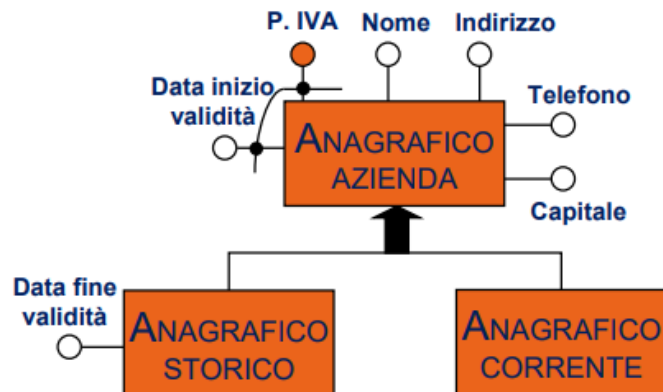 P. IVA
Nome
Indirizzo
Data inizio
validità
Telefono
ANAGRAFICO
AZIENDA
Capitale
Data fine
validità
ANAGRAFICO
STORICO
ANAGRAFICO
CORRENTE